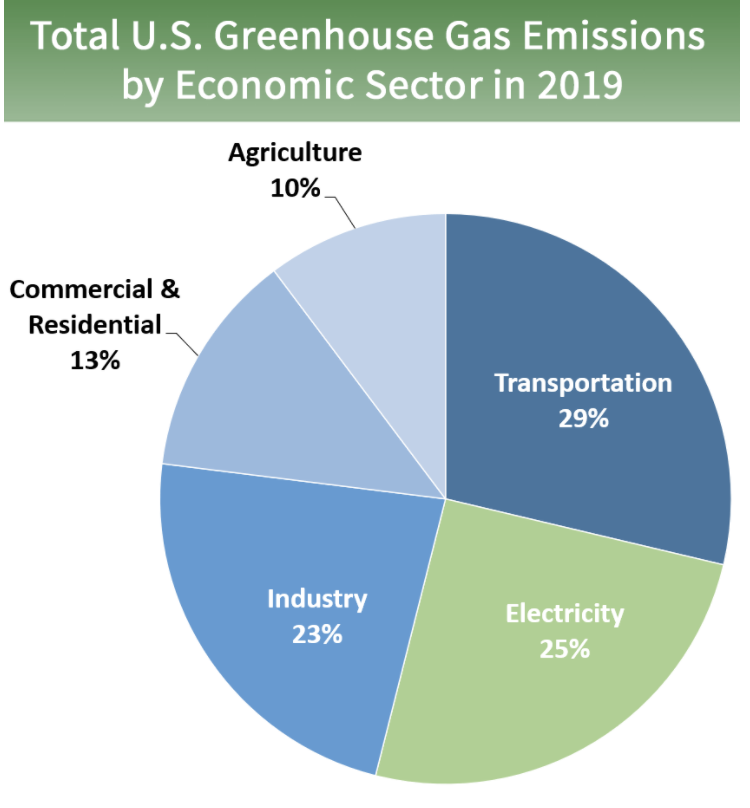 Total U.S. Greenhouse Gas Emissions
by Economic Sector in 2019
Agriculture
10%
Commercial &
Residential
13%
Transportation
29%
Industry
23%
Electricity
25%